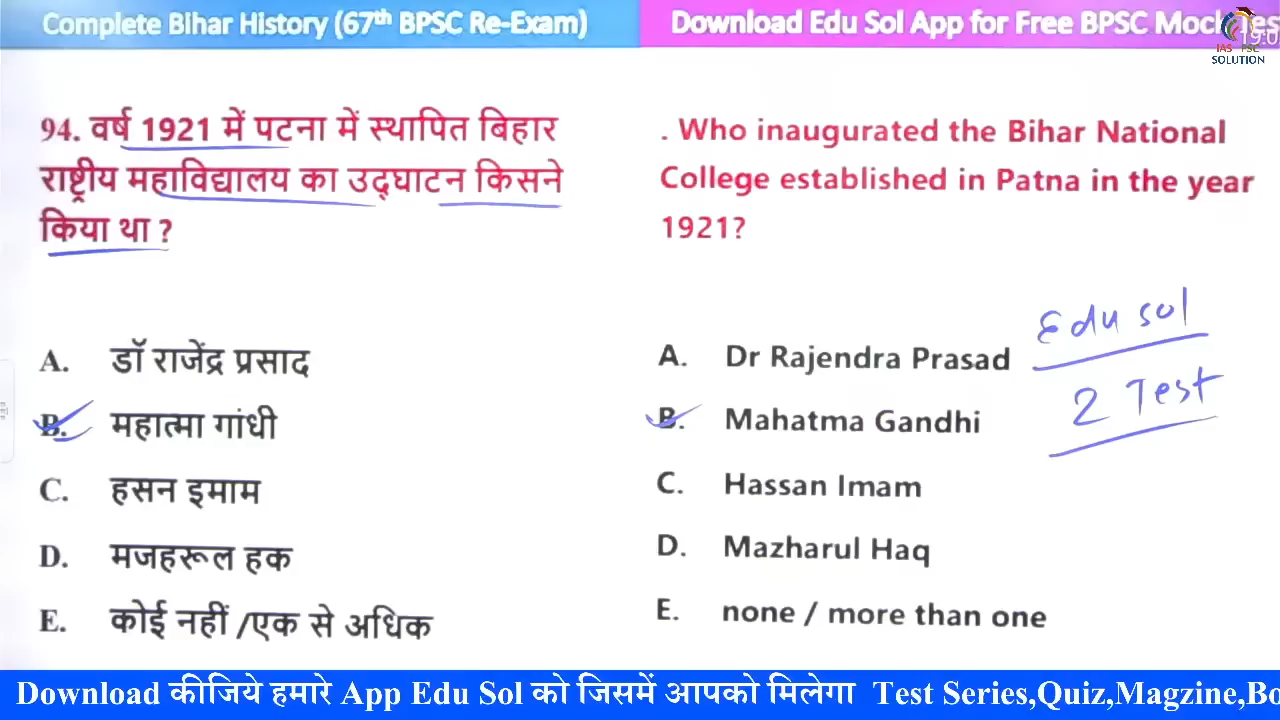 Complete Bihar History (67th BPSC Re-Exam)
Download Edu Sol App for Free BPSC Mock
IAS PSC
SOLUTION
94. वर्ष 1921 में पटना में स्थापित बिहार
राष्ट्रीय महाविद्यालय का उद्घाटन किसने
किया था ?
A. डॉ राजेंद्र प्रसाद
B. महात्मा गांधी
C. हसन इमाम
D. मजहरूल हक
E. कोई नहीं /एक से अधिक
. Who inaugurated the Bihar National
College established in Patna in the year
1921?
A. Dr Rajendra Prasad
B. Mahatma Gandhi
C. Hassan Imam
D. Mazharul Haq
E. none / more than one
Edu sol
2 Test
Download कीजिये हमारे App Edu Sol को जिसमें आपको मिलेगा Test Series,Quiz,Magzine,Bo